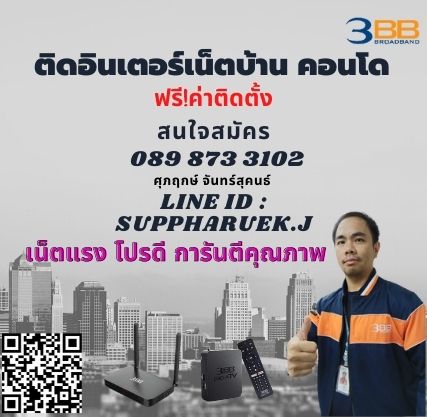 3BB
BROADBAND
ติดอินเตอร์เน็ตบ้าน คอนโด
ฟรี!ค่าติดตั้ง
สนใจสมัคร
089 873 3102
ศุภฤกษ์ จันทร์สุคนธ์
LINE ID :
SUPPHARUEK.J
เน็ตแรง โปรดี การันตีคุณภาพ
3BB
3BB